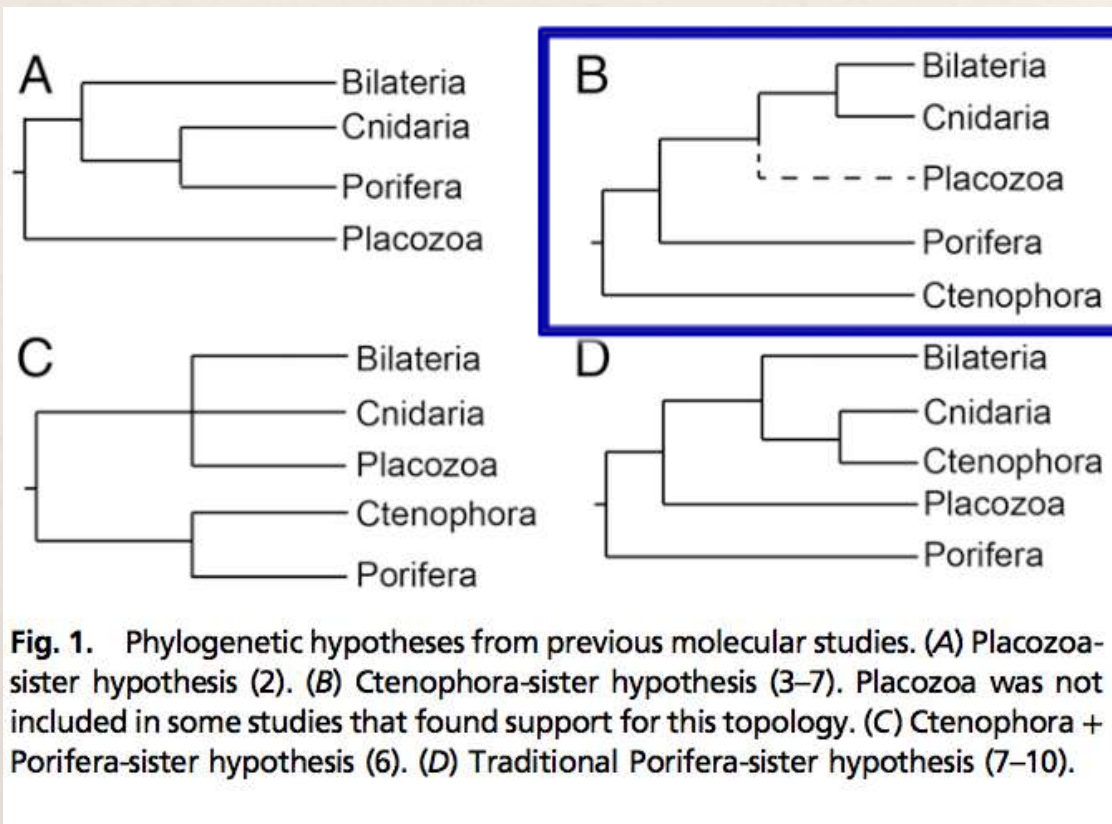 A
Bilateria
Cnidaria
Porifera
Placozoa
B
Bilateria
Cnidaria
Placozoa
Porifera
Ctenophora
C
Bilateria
Cnidaria
Placozoa
Ctenophora
Porifera
D
Bilateria
Cnidaria
Ctenophora
Placozoa
Porifera
Fig. 1. Phylogenetic hypotheses from previous molecular studies. (A) Placozoa-
sister hypothesis (2). (B) Ctenophora-sister hypothesis (3–7). Placozoa was not
included in some studies that found support for this topology. (C) Ctenophora +
Porifera-sister hypothesis (6). (D) Traditional Porifera-sister hypothesis (7–10).